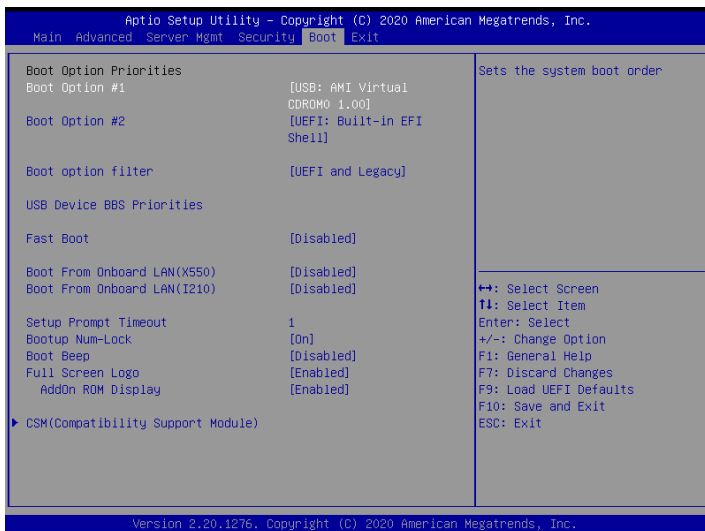 Aptio Setup Utility – Copyright (C) 2020 American Megatrends, Inc.
Main Advanced Server Mgmt Security Boot Exit
Boot Option Priorities
Boot Option #1 [USB: AMI Virtual
CDROM0 1.00]
Boot Option #2 [UEFI: Built-in EFI
Shell]
Boot option filter [UEFI and Legacy]
USB Device BBS Priorities
Fast Boot [Disabled]
Boot From Onboard LAN(X550) [Disabled]
Boot From Onboard LAN(I210) [Disabled]
Setup Prompt Timeout 1
Bootup Num-Lock [On]
Boot Beep [Disabled]
Full Screen Logo [Enabled]
AddOn ROM Display [Enabled]
CSM(Compatibility Support Module)
Sets the system boot order
↔: Select Screen
↑↓: Select Item
Enter: Select
+/-: Change Option
F1: General Help
F7: Discard Changes
F9: Load UEFI Defaults
F10: Save and Exit
ESC: Exit
Version 2.20.1276. Copyright (C) 2020 American Megatrends, Inc.